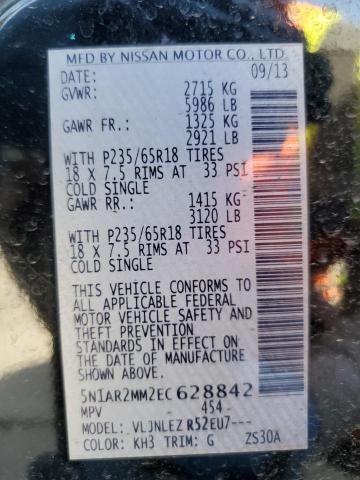 MFD BY NISSAN MOTOR CO., LTD.
DATE: 09/13
GVWR: 2715 KG
5986 LB
GAWR FR.: 1325 KG
2921 LB
WITH P235/65R18 TIRES
18 X 7.5 RIMS AT 33 PSI
COLD SINGLE
GAWR RR.: 1415 KG
3120 LB
WITH P235/65R18 TIRES
18 X 7.5 RIMS AT 33 PSI
COLD SINGLE
THIS VEHICLE CONFORMS TO
ALL APPLICABLE FEDERAL
MOTOR VEHICLE SAFETY AND
THEFT PREVENTION
STANDARDS IN EFFECT ON
THE DATE OF MANUFACTURE
SHOWN ABOVE.
5N1AR2MM2EC628842
MPV -454-
MODEL: VLJNLEZ R52EU7---
COLOR: KH3 TRIM: G ZS30A